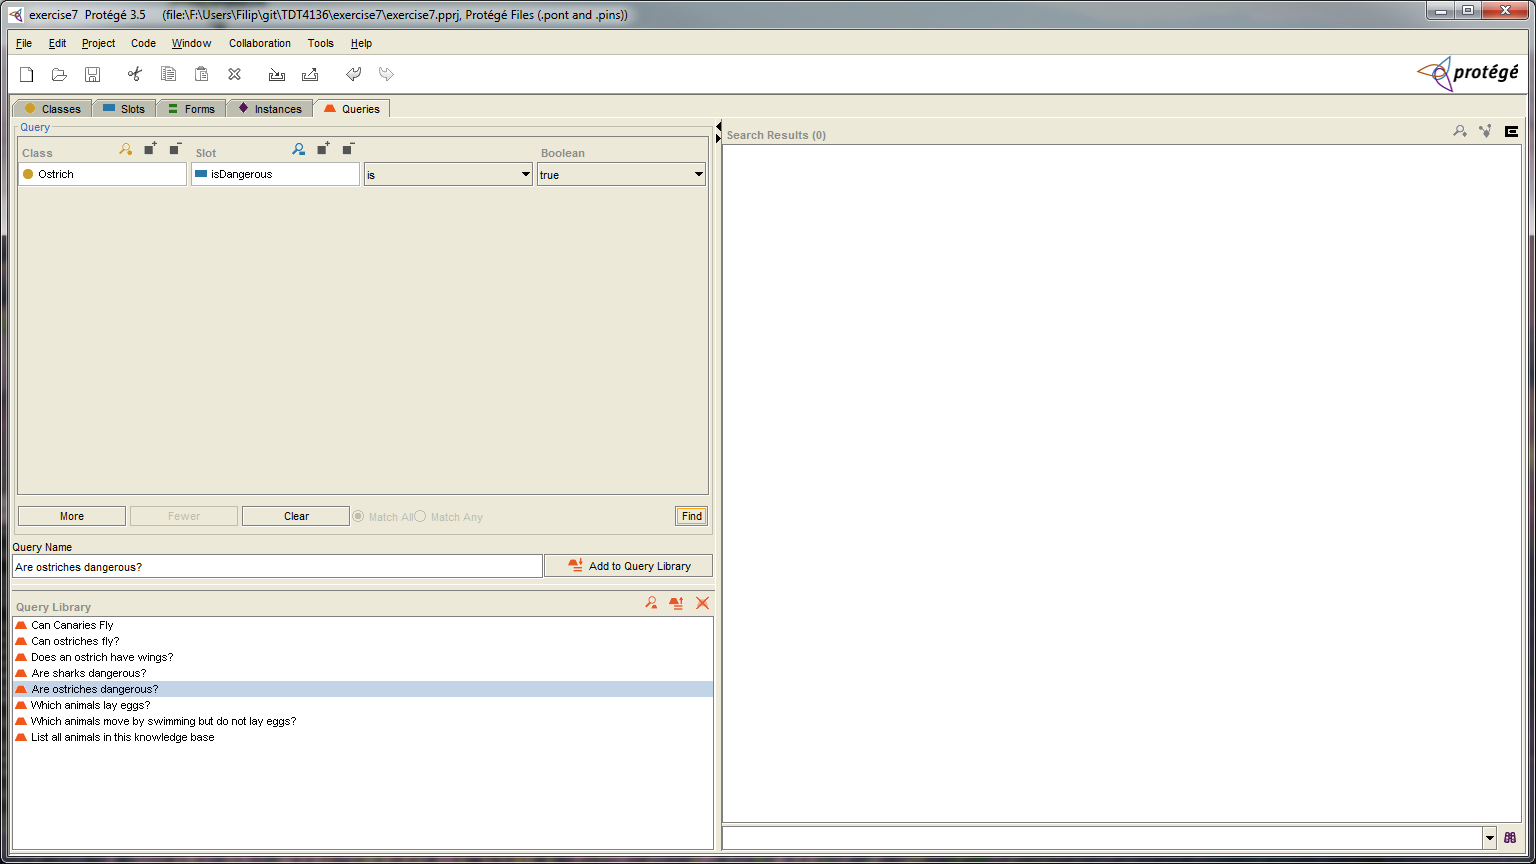 exercise7 Protégé 3.5 (file:\F:\Users\Filip\git\TDT4136\exercise7\exercise7.pprj, Protégé Files (.pont and .pins))
File Edit Project Code Window Collaboration Tools Help
protégé
Classes Slots Forms Instances Queries
Query
Search Results (0)
Class Slot Boolean
Ostrich isDangerous is true
More Fewer Clear Match All Match Any Find
Query Name
Are ostriches dangerous? Add to Query Library
Query Library
Can Canaries Fly
Can ostriches fly?
Does an ostrich have wings?
Are sharks dangerous?
Are ostriches dangerous?
Which animals lay eggs?
Which animals move by swimming but do not lay eggs?
List all animals in this knowledge base